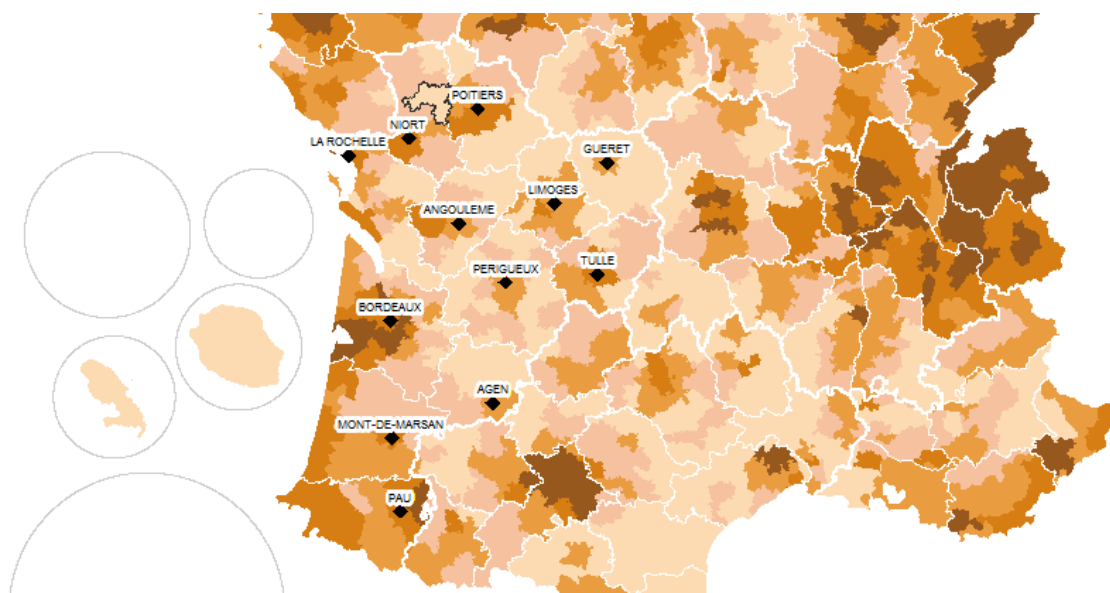 POITIERS
NIORT
LA ROCHELLE
GUERET
LIMOGES
ANGOULEME
TULLE
PERIGUEUX
BORDEAUX
AGEN
MONT-DE-MARSAN
PAU